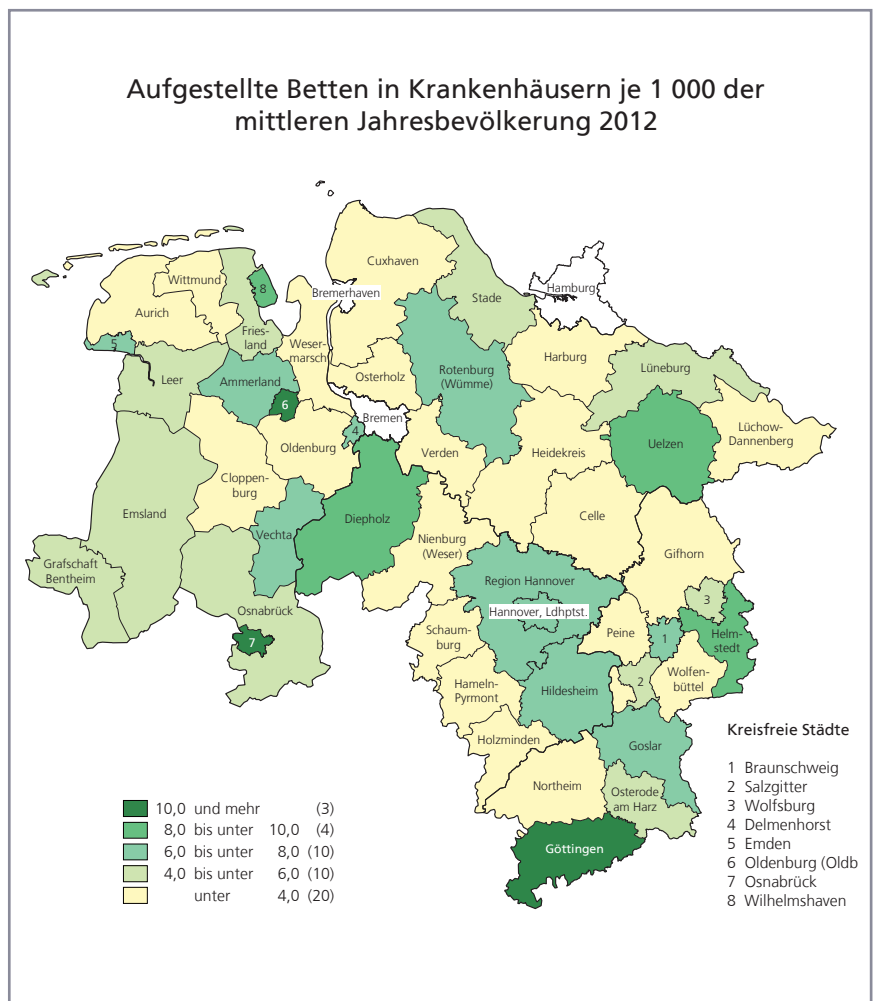 Aufgestellte Betten in Krankenhäusern je 1 000 der
mittleren Jahresbevölkerung 2012
Cuxhaven
Wittmund
Hamburg
8
Bremerhaven
Stade
Aurich
Fries-
land
Weser-
marsch
5
Harburg
Lüneburg
Leer
Ammerland
Osterholz
Rotenburg
(Wümme)
6
Bremen
4
Lüchow-
Dannenberg
Uelzen
Oldenburg
Verden
Heidekreis
Cloppen-
burg
Emsland
Diepholz
Celle
Vechta
Nienburg
(Weser)
Gifhorn
Grafschaft
Bentheim
Region Hannover
3
Osnabrück
Hannover, Ldhptst.
7
Schaum-
burg
Peine
1
Helm-
stedt
Wolfen-
büttel
2
Hameln-
Pyrmont
Hildesheim
Holzminden
Goslar
Northeim
Osterode
am Harz
Göttingen
10,0 und mehr (3)
8,0 bis unter 10,0 (4)
6,0 bis unter 8,0 (10)
4,0 bis unter 6,0 (10)
unter 4,0 (20)
Kreisfreie Städte
1 Braunschweig
2 Salzgitter
3 Wolfsburg
4 Delmenhorst
5 Emden
6 Oldenburg (Oldb
7 Osnabrück
8 Wilhelmshaven